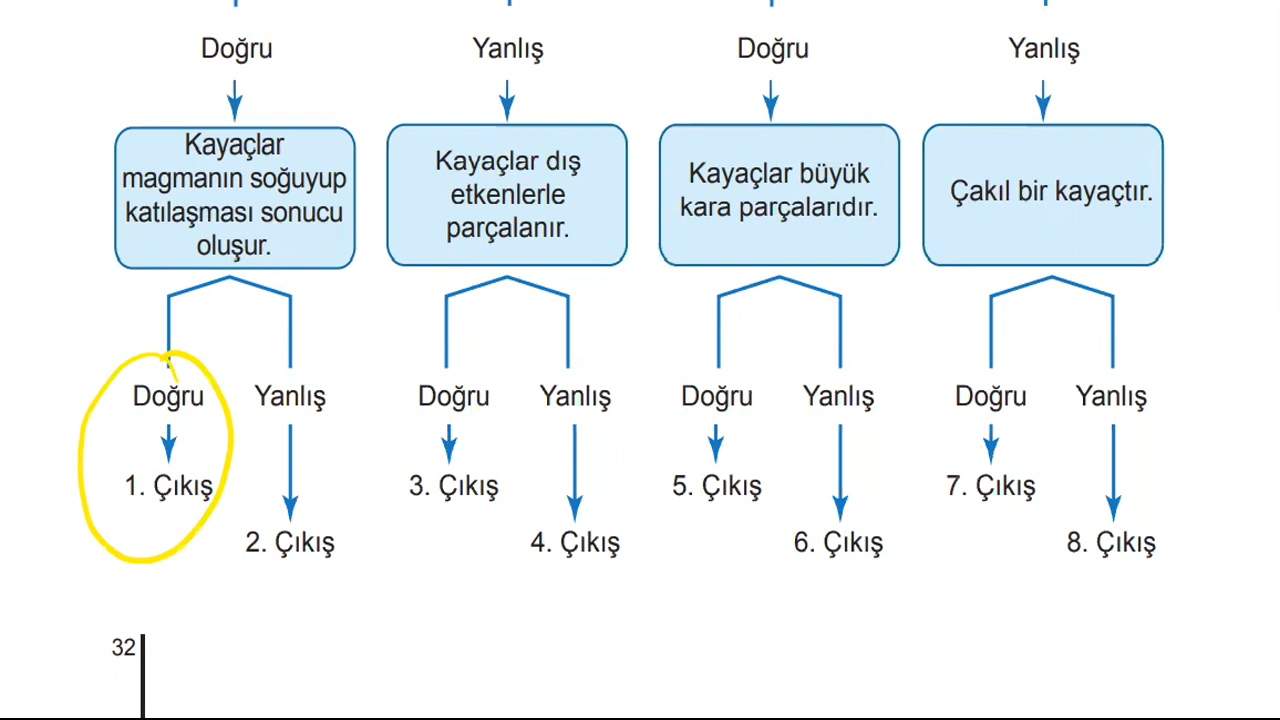 Doğru
Yanlış
Doğru
Yanlış
Kayaçlar
magmanın soğuyup
katılaşması sonucu
oluşur.
Kayaçlar dış
etkenlerle
parçalanır.
Kayaçlar büyük
kara parçalarıdır.
Çakıl bir kayaçtır.
Doğru
Yanlış
Doğru
Yanlış
Doğru
Yanlış
Doğru
Yanlış
1. Çıkış
2. Çıkış
3. Çıkış
4. Çıkış
5. Çıkış
6. Çıkış
7. Çıkış
8. Çıkış
32